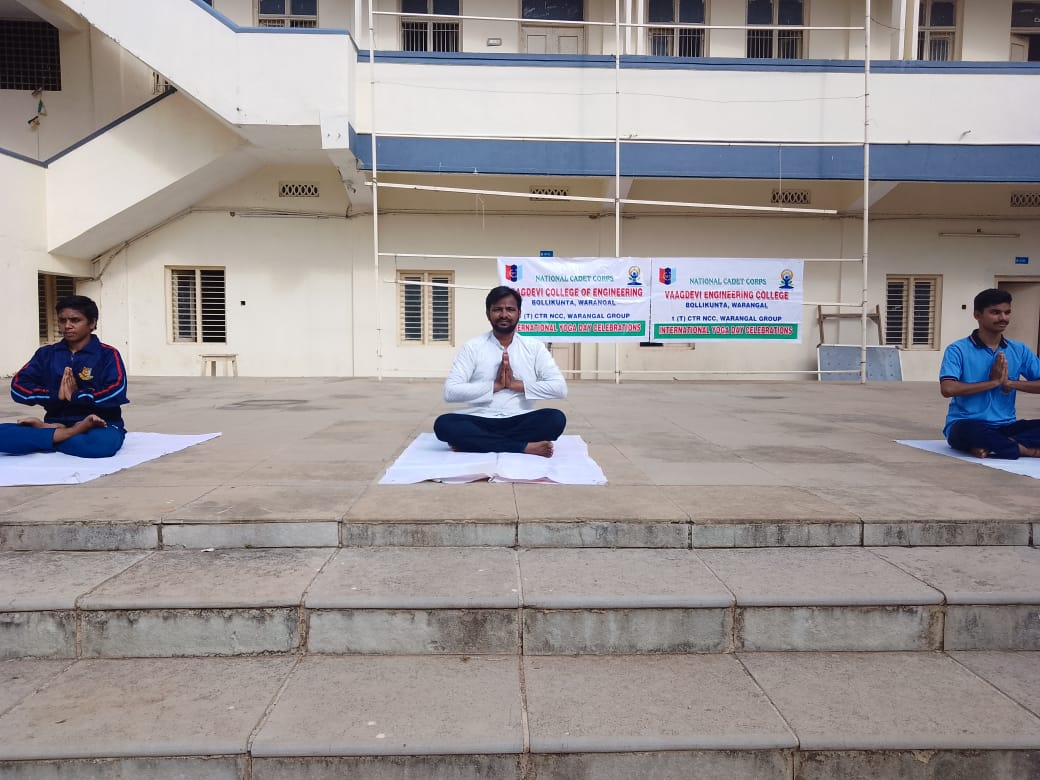 NATIONAL CADET CORPS
VAAGDEVI COLLEGE OF ENGINEERING
BOLLIKUNTA, WARANGAL
(T) CTR NCC, WARANGAL GROUP
INTERNATIONAL YOGA DAY CELEBRATIONS
NATIONAL CADET CORPS
VAAGDEVI ENGINEERING COLLEGE
BOLLIKUNTA, WARANGAL
1 (T) CTR NCC, WARANGAL GROUP
INTERNATIONAL YOGA DAY CELEBRATIONS